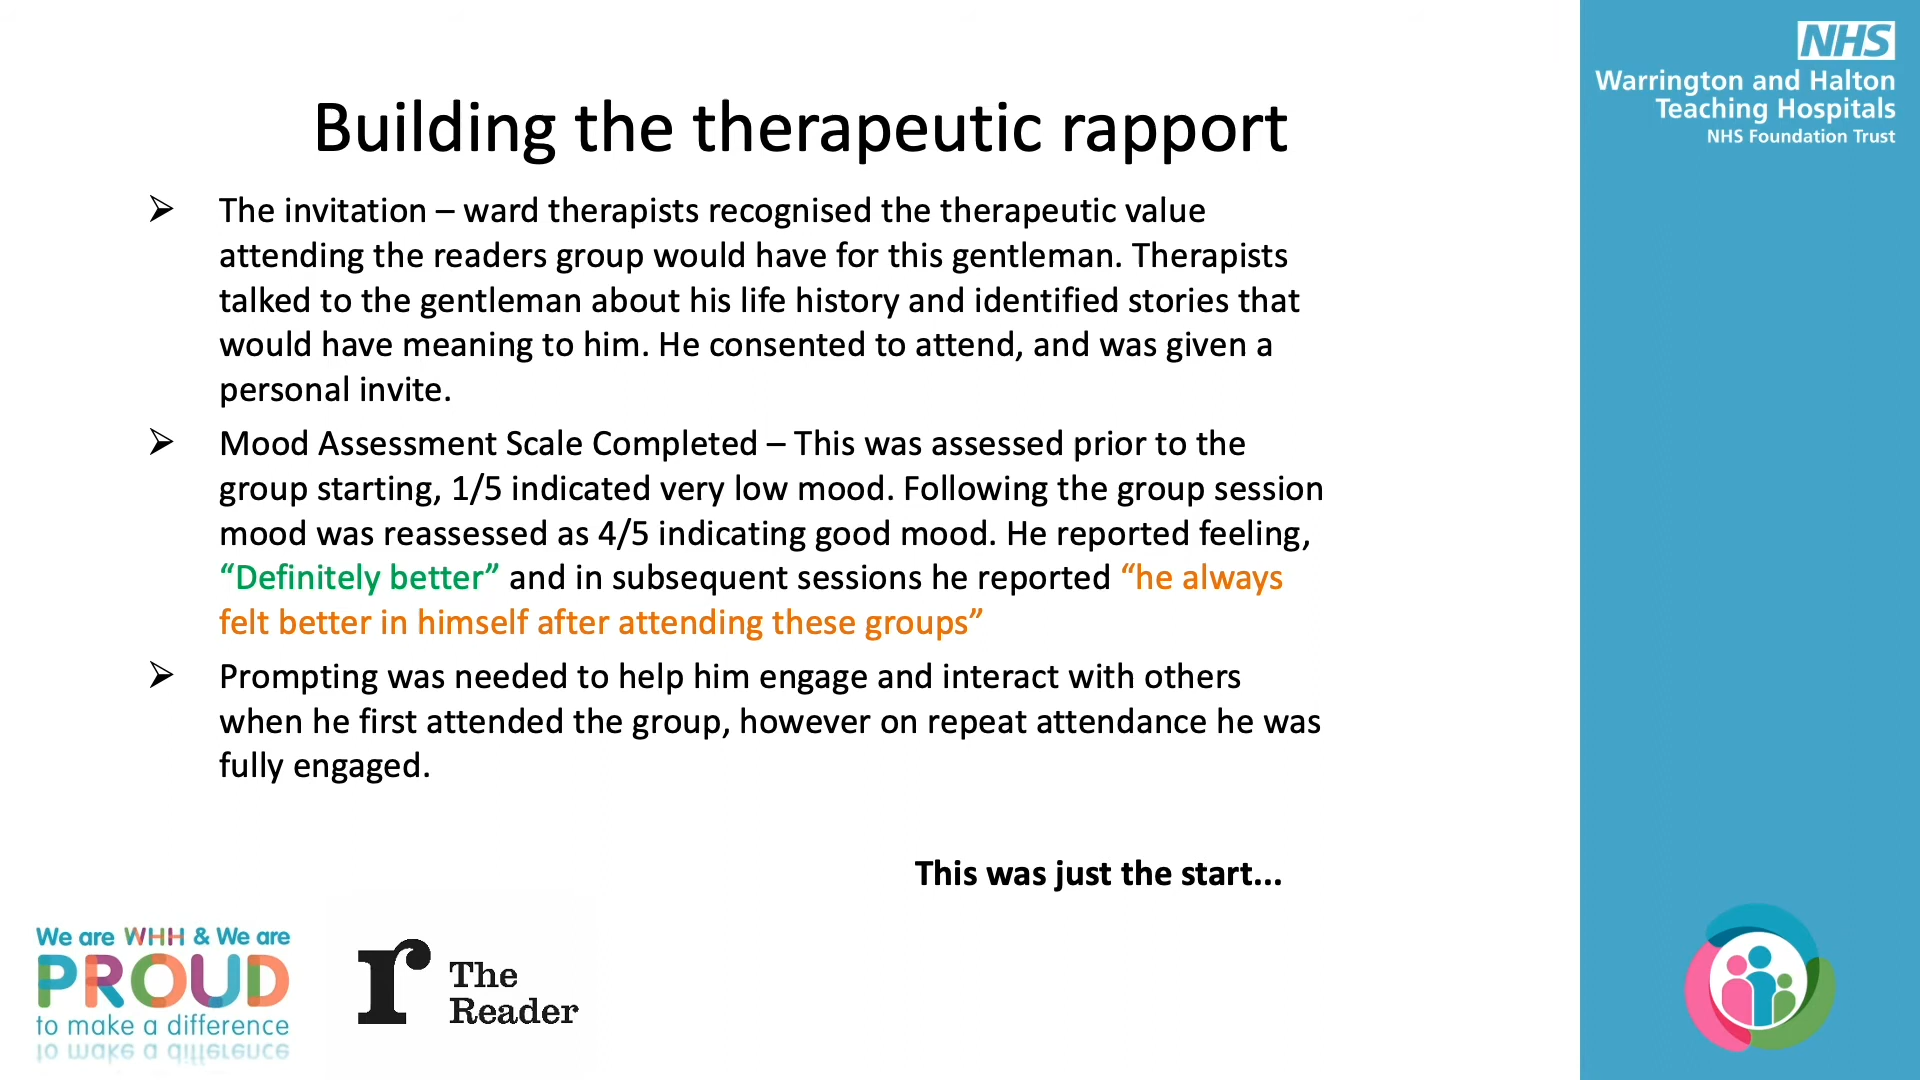 NHS
Warrington and Halton
Teaching Hospitals
NHS Foundation Trust
Building the therapeutic rapport
➢ The invitation – ward therapists recognised the therapeutic value
attending the readers group would have for this gentleman. Therapists
talked to the gentleman about his life history and identified stories that
would have meaning to him. He consented to attend, and was given a
personal invite.
➢ Mood Assessment Scale Completed – This was assessed prior to the
group starting, 1/5 indicated very low mood. Following the group session
mood was reassessed as 4/5 indicating good mood. He reported feeling,
“Definitely better” and in subsequent sessions he reported “he always
felt better in himself after attending these groups”
➢ Prompting was needed to help him engage and interact with others
when he first attended the group, however on repeat attendance he was
fully engaged.
This was just the start...
We are WHH & We are
PROUD
to make a difference
r The
Reader